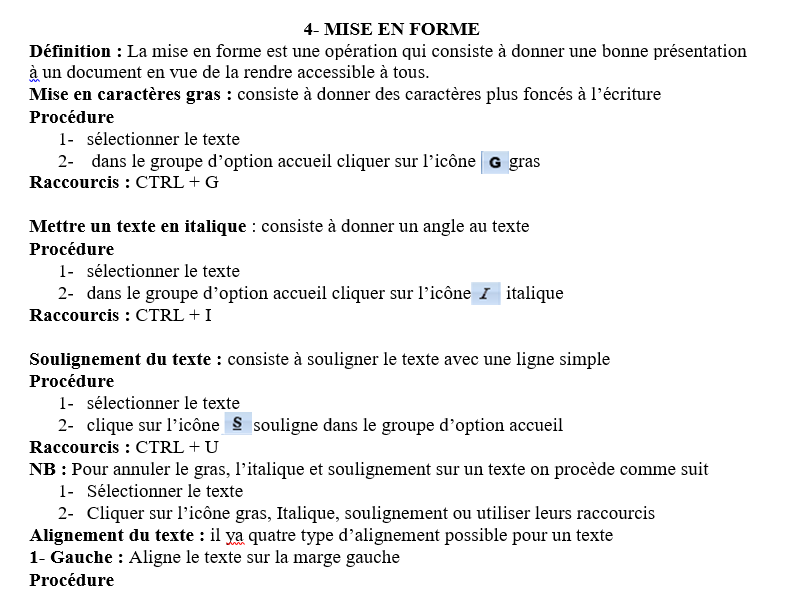 4- MISE EN FORME
Définition : La mise en forme est une opération qui consiste à donner une bonne présentation
à un document en vue de la rendre accessible à tous.
Mise en caractères gras : consiste à donner des caractères plus foncés à l’écriture
Procédure
1- sélectionner le texte
2- dans le groupe d’option accueil cliquer sur l’icône G gras
Raccourcis : CTRL + G
Mettre un texte en italique : consiste à donner un angle au texte
Procédure
1- sélectionner le texte
2- dans le groupe d’option accueil cliquer sur l’icône I italique
Raccourcis : CTRL + I
Soulignement du texte : consiste à souligner le texte avec une ligne simple
Procédure
1- sélectionner le texte
2- clique sur l’icône S souligne dans le groupe d’option accueil
Raccourcis : CTRL + U
NB : Pour annuler le gras, l’italique et soulignement sur un texte on procède comme suit
1- Sélectionner le texte
2- Cliquer sur l’icône gras, Italique, soulignement ou utiliser leurs raccourcis
Alignement du texte : il ya quatre type d’alignement possible pour un texte
1- Gauche : Aligne le texte sur la marge gauche
Procédure